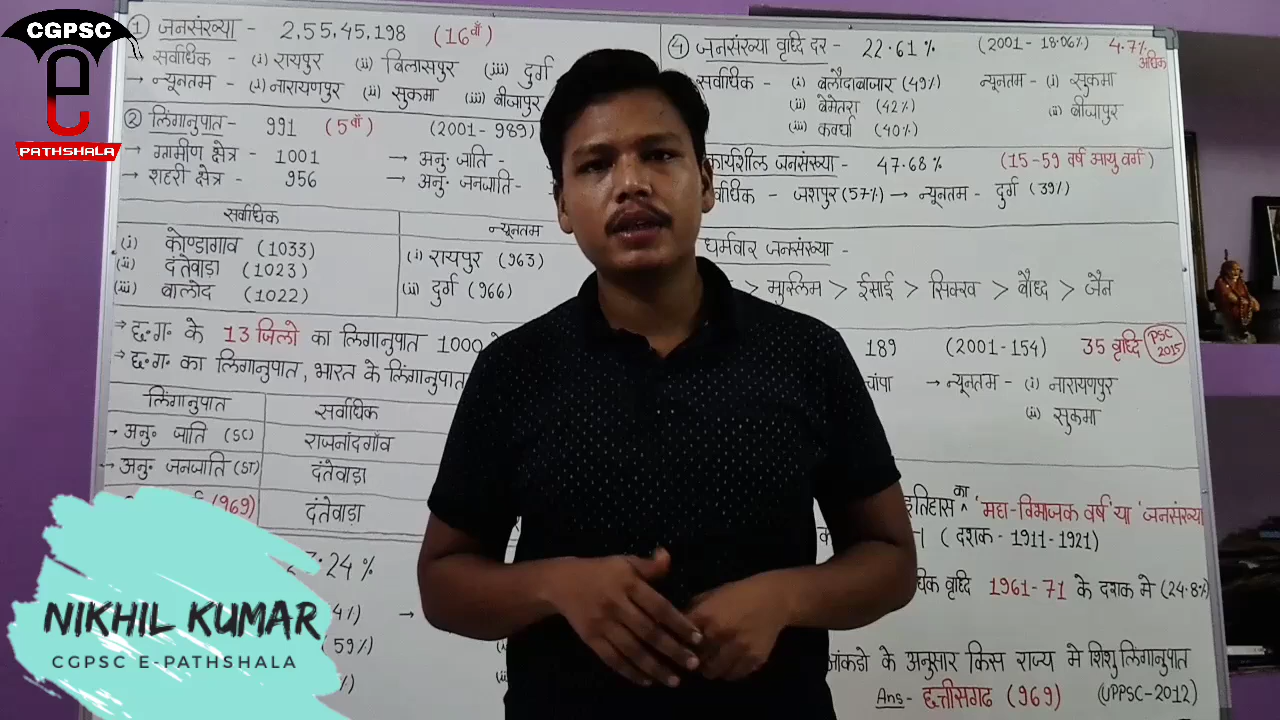 CGPSC
e
PATHSHALA
① जनसंख्या - 2,55,45,198 (16वाँ)
सर्वाधिक - (i) रायपुर (ii) बिलासपुर (iii) दुर्ग
→ न्यूनतम - (i) नारायणपुर (ii) सुकमा (iii) बीजापुर
② लिंगानुपात - 991 (5वाँ) (2001 - 989)
→ ग्रामीण क्षेत्र - 1001 → अनु॰ जाति -
→ शहरी क्षेत्र - 956 → अनु॰ जनजाति -
सर्वाधिक न्यूनतम
(i) कोण्डागाव (1033) (i) रायपुर (963)
(ii) दंतेवाड़ा (1023) (ii) दुर्ग (966)
(iii) बालोद (1022)
→ छ॰ग॰ के 13 जिलो का लिंगानुपात 1000
→ छ॰ग॰ का लिंगानुपात, भारत के लिंगानुपात
लिंगानुपात सर्वाधिक
→ अनु॰ जाति (SC) राजनांदगाँव
→ अनु॰ जनजाति (ST) दंतेवाड़ा
(969) दंतेवाड़ा
24 %
4%) →
59%)
④ जनसंख्या वृध्दि दर - 22.61 % (2001 - 18.06%) 4.7% अधिक
सर्वाधिक - (i) बलौदाबाजार (49%) न्यूनतम - (i) सुकमा
(ii) बेमेतरा (42%) (ii) बीजापुर
(iii) कवर्धा (40%)
कार्यशील जनसंख्या - 47.68 % (15-59 वर्ष आयु वर्ग)
र्वाधिक - जशपुर (57%) → न्यूनतम - दुर्ग (39%)
धर्मवार जनसंख्या -
> मुस्लिम > ईसाई > सिक्ख > बौध्द > जैन
189 (2001-154) 35 वृध्दि PSC 2015
चांपा → न्यूनतम - (i) नारायणपुर
(ii) सुकमा
इतिहास का 'महा-विभाजक वर्ष' या 'जनसंख्या
( दशक - 1911-1921)
धिक वृध्दि 1961-71 के दशक मे (24.8%)
आंकडो के अनुसार किस राज्य मे शिशु लिंगानुपात
Ans - छत्तीसगढ (969) (UPPSC-2012)
NIKHIL KUMAR
CGPSC E-PATHSHALA